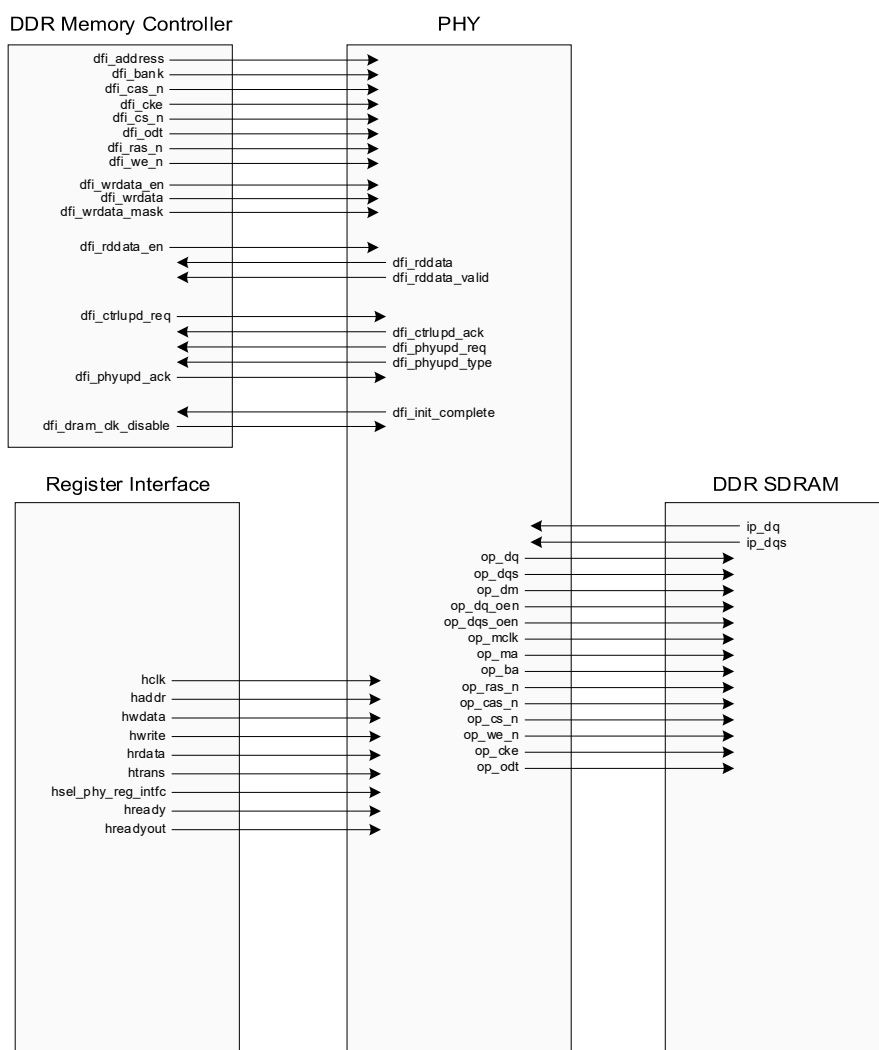 DDR Memory Controller
PHY
dfi_address
dfi_bank
dfi_cas_n
dfi_cke
dfi_cs_n
dfi_odt
dfi_ras_n
dfi_we_n
dfi_wrdata_en
dfi_wrdata
dfi_wrdata_mask
dfi_rddata_en
dfi_rddata
dfi_rddata_valid
dfi_ctrlupd_req
dfi_ctrlupd_ack
dfi_phyupd_req
dfi_phyupd_type
dfi_phyupd_ack
dfi_init_complete
dfi_dram_clk_disable
Register Interface
DDR SDRAM
ip_dq
ip_dqs
op_dq
op_dqs
op_dm
op_dq_oen
op_dqs_oen
op_mclk
op_ma
op_ba
op_ras_n
op_cas_n
op_cs_n
op_we_n
op_cke
op_odt
hclk
haddr
hwdata
hwrite
hrdata
htrans
hsel_phy_reg_intfc
hready
hreadyout